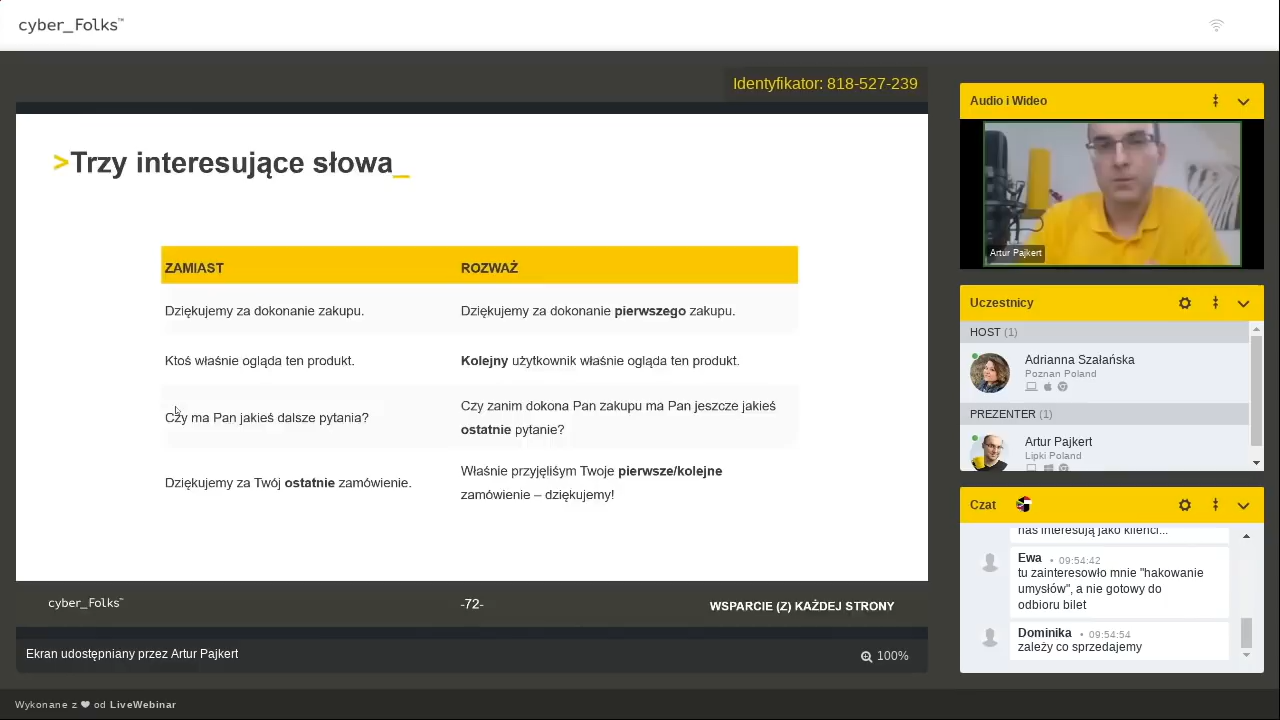 cyber_Folks™
Identyfikator: 818-527-239
>Trzy interesujące słowa_
ZAMIAST
ROZWAŻ
Dziękujemy za dokonanie zakupu.
Dziękujemy za dokonanie pierwszego zakupu.
Ktoś właśnie ogląda ten produkt.
Kolejny użytkownik właśnie ogląda ten produkt.
Czy ma Pan jakieś dalsze pytania?
Czy zanim dokona Pan zakupu ma Pan jeszcze jakieś
ostatnie pytanie?
Dziękujemy za Twój ostatnie zamówienie.
Właśnie przyjęliśym Twoje pierwsze/kolejne
zamówienie – dziękujemy!
cyber_Folks™
-72-
WSPARCIE (Z) KAŻDEJ STRONY
Ekran udostępniany przez Artur Pajkert
100%
Audio i Wideo
Artur Pajkert
Uczestnicy
HOST (1)
Adrianna Szałańska
Poznan Poland
PREZENTER (1)
Artur Pajkert
Lipki Poland
Czat
nas interesują jako klienci...
Ewa • 09:54:42
tu zainteresowło mnie "hakowanie
umysłów", a nie gotowy do
odbioru bilet
Dominika • 09:54:54
zależy co sprzedajemy
Wykonane z ❤ od LiveWebinar